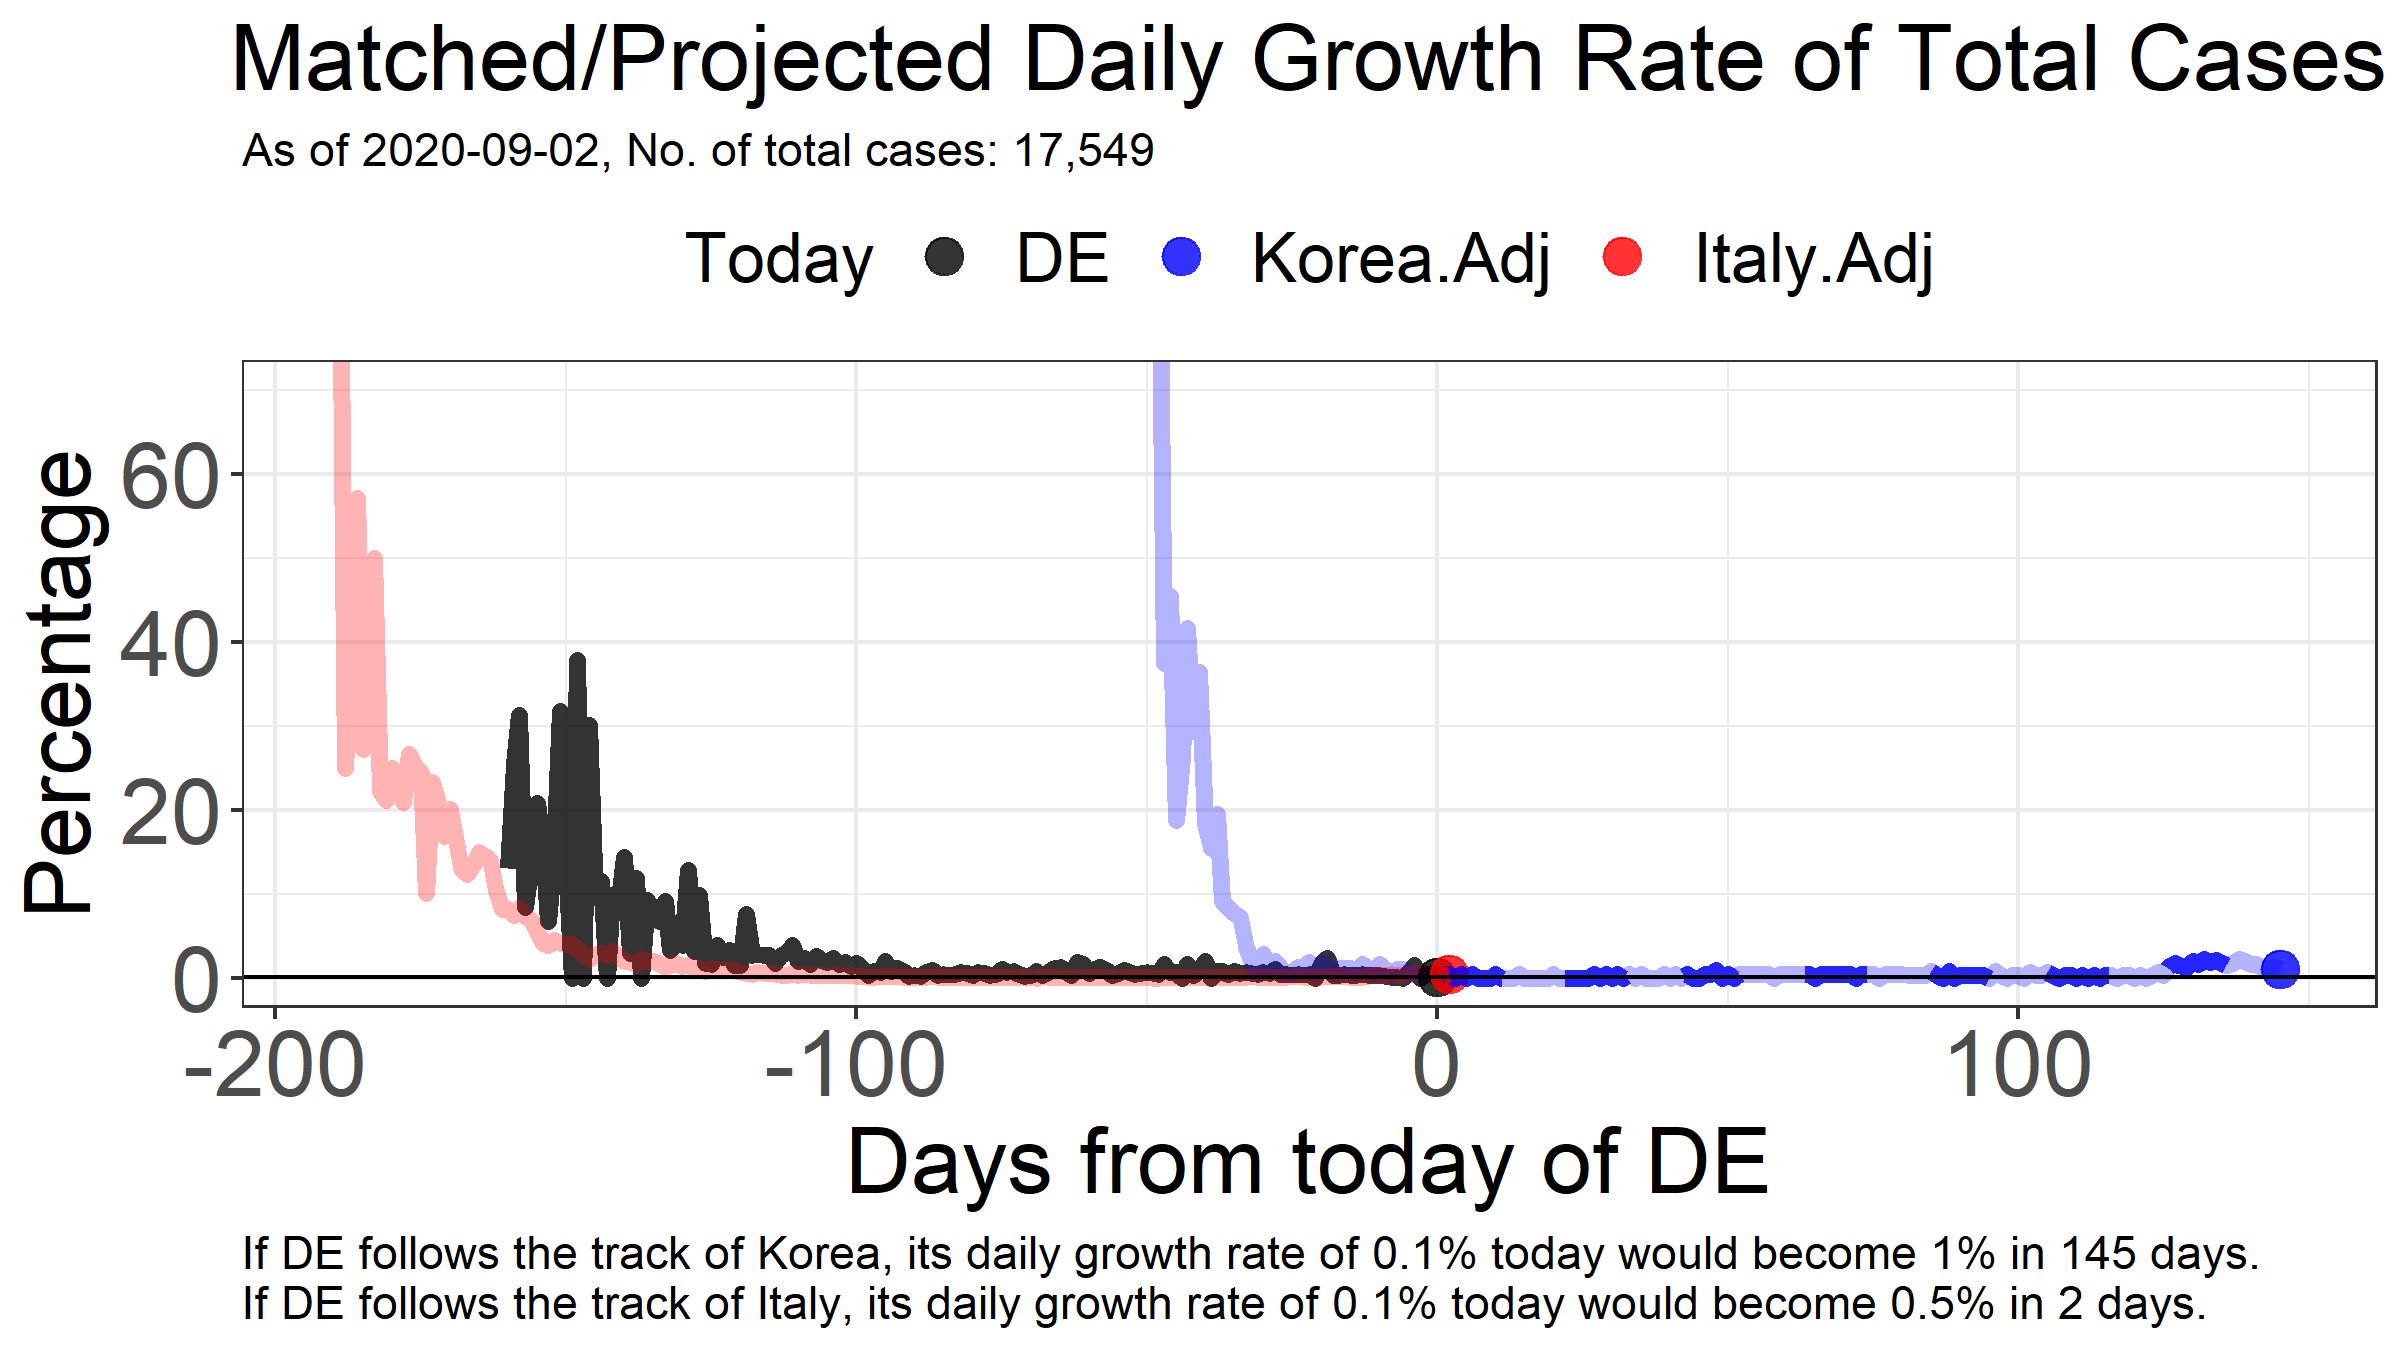 Matched/Projected Daily Growth Rate of Total Cases
As of 2020-09-02, No. of total cases: 17,549
Today DE Korea.Adj Italy.Adj
Percentage
60
40
20
0
-200 -100 0 100
Days from today of DE
If DE follows the track of Korea, its daily growth rate of 0.1% today would become 1% in 145 days.
If DE follows the track of Italy, its daily growth rate of 0.1% today would become 0.5% in 2 days.